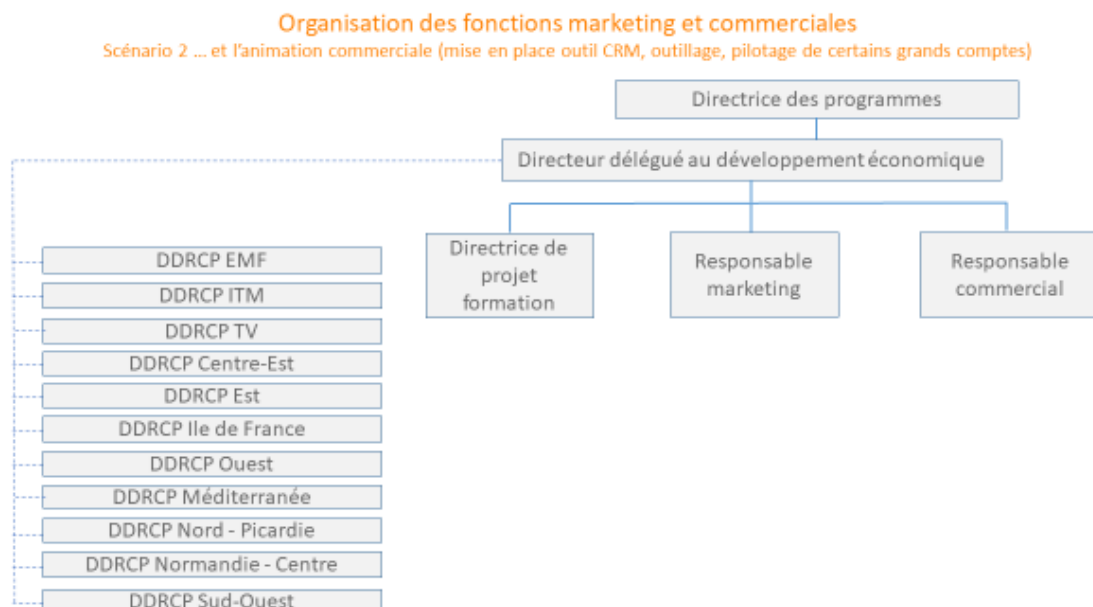 Organisation des fonctions marketing et commerciales
Scénario 2 ... et l'animation commerciale (mise en place outil CRM, outillage, pilotage de certains grands comptes)
Directrice des programmes
Directeur délégué au développement économique
Directrice de
projet
formation
Responsable
marketing
Responsable
commercial
DDRCP EMF
DDRCP ITM
DDRCP TV
DDRCP Centre-Est
DDRCP Est
DDRCP Ile de France
DDRCP Ouest
DDRCP Méditerranée
DDRCP Nord - Picardie
DDRCP Normandie - Centre
DDRCP Sud-Ouest